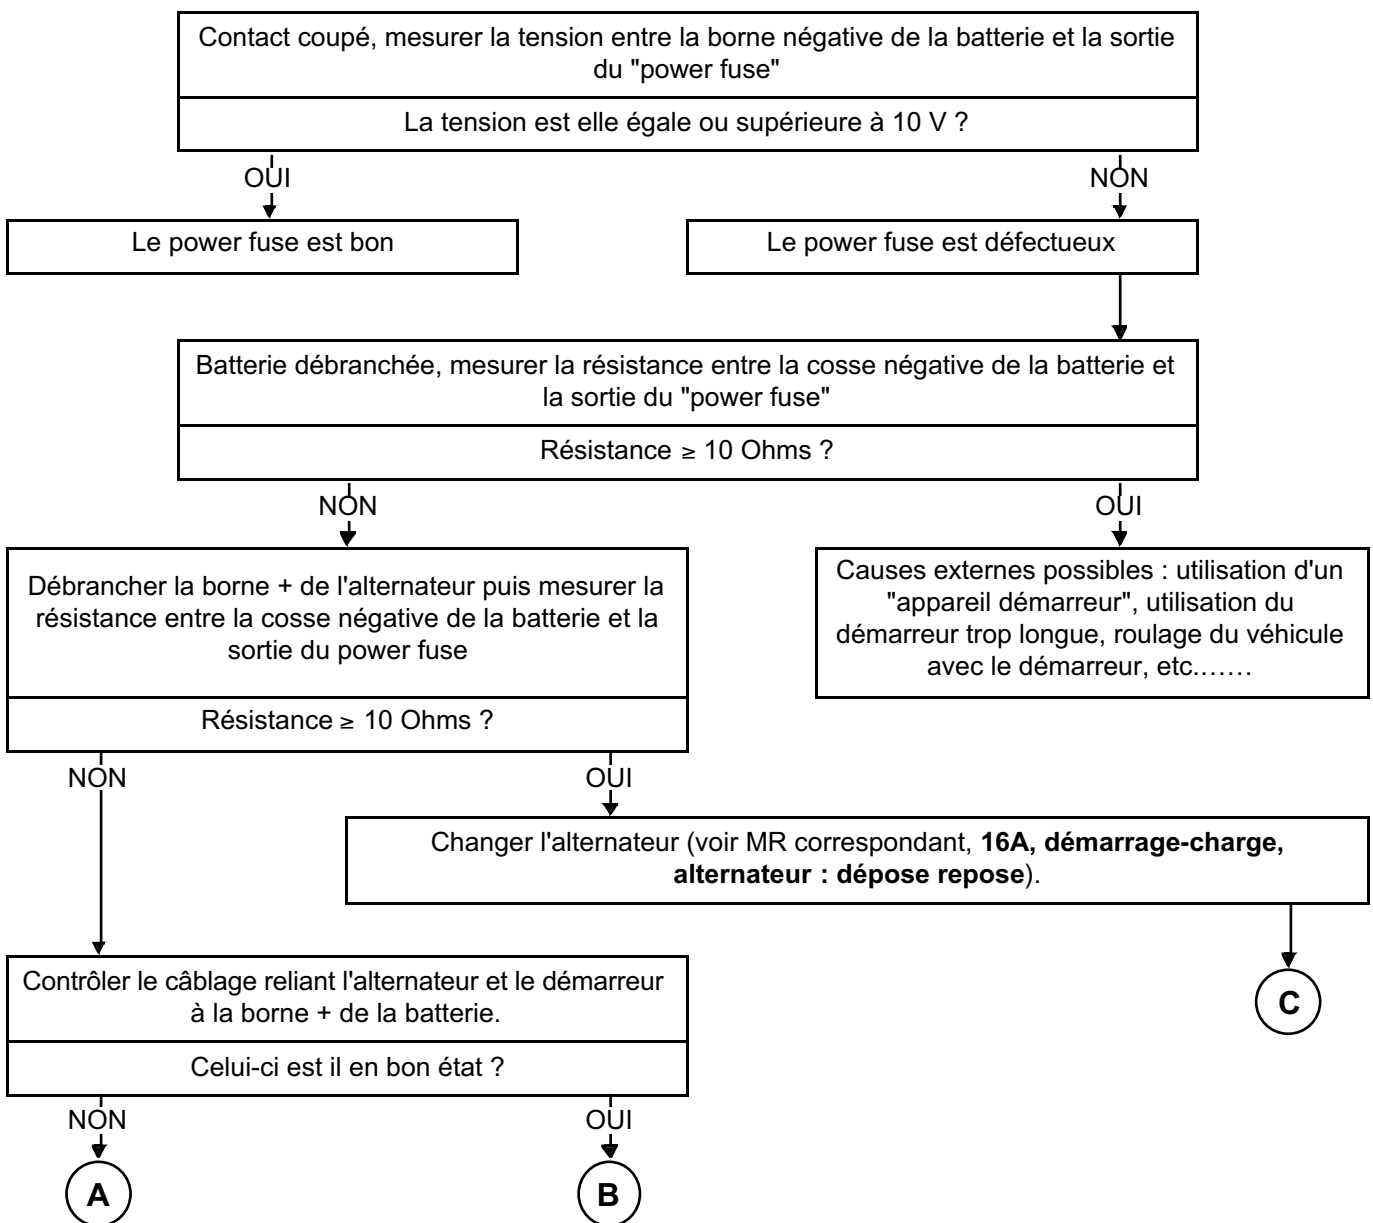 Contact coupé, mesurer la tension entre la borne négative de la batterie et la sortie
du "power fuse"
La tension est elle égale ou supérieure à 10 V ?
OUI
NON
Le power fuse est bon
Le power fuse est défectueux
Batterie débranchée, mesurer la résistance entre la cosse négative de la batterie et
la sortie du "power fuse"
Résistance ≥ 10 Ohms ?
NON
OUI
Débrancher la borne + de l'alternateur puis mesurer la
résistance entre la cosse négative de la batterie et la
sortie du power fuse
Résistance ≥ 10 Ohms ?
Causes externes possibles : utilisation d'un
"appareil démarreur", utilisation du
démarreur trop longue, roulage du véhicule
avec le démarreur, etc.……
NON
OUI
Changer l'alternateur (voir MR correspondant, 16A, démarrage-charge,
alternateur : dépose repose).
Contrôler le câblage reliant l'alternateur et le démarreur
à la borne + de la batterie.
Celui-ci est il en bon état ?
C
NON
OUI
A
B